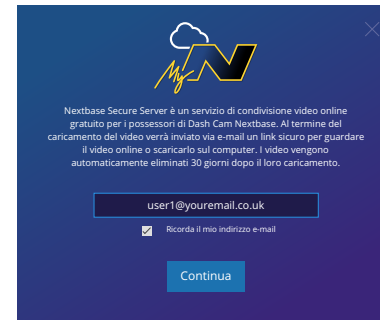 My N
Nextbase Secure Server è un servizio di condivisione video online
gratuito per i possessori di Dash Cam Nextbase. Al termine del
caricamento del video verrà inviato via e-mail un link sicuro per guardare
il video online o scaricarlo sul computer. I video vengono
automaticamente eliminati 30 giorni dopo il loro caricamento.
user1@youremail.co.uk
Ricorda il mio indirizzo e-mail
Continua